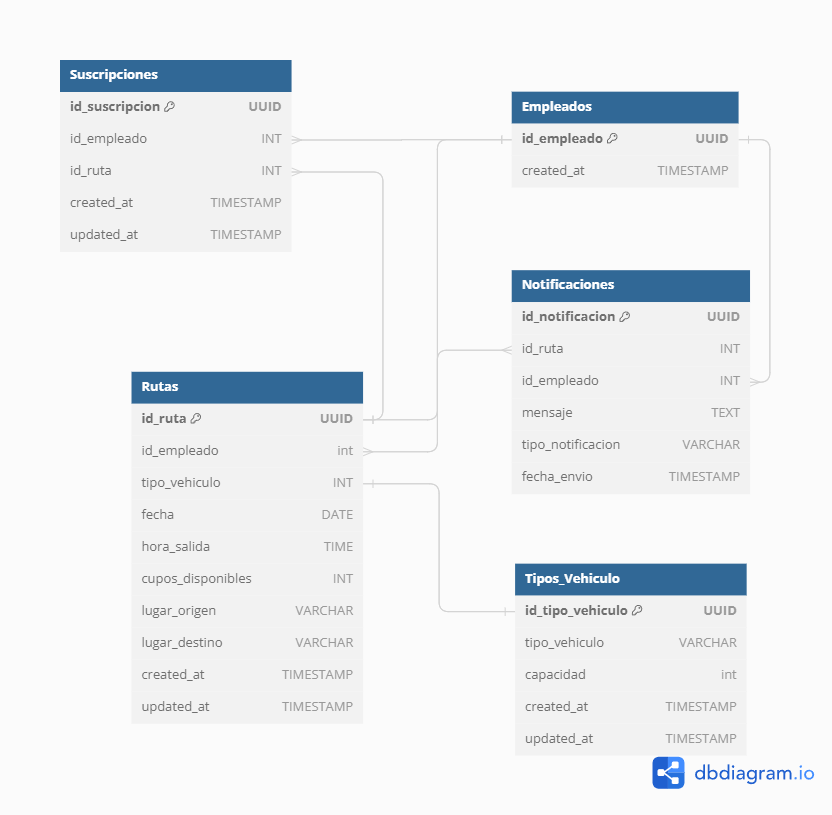 Suscripciones
id_suscripcion UUID
id_empleado INT
id_ruta INT
created_at TIMESTAMP
updated_at TIMESTAMP
Empleados
id_empleado UUID
created_at TIMESTAMP
Notificaciones
id_notificacion UUID
id_ruta INT
id_empleado INT
mensaje TEXT
tipo_notificacion VARCHAR
fecha_envio TIMESTAMP
Rutas
id_ruta UUID
id_empleado int
tipo_vehiculo INT
fecha DATE
hora_salida TIME
cupos_disponibles INT
lugar_origen VARCHAR
lugar_destino VARCHAR
created_at TIMESTAMP
updated_at TIMESTAMP
Tipos_Vehiculo
id_tipo_vehiculo UUID
tipo_vehiculo VARCHAR
capacidad int
created_at TIMESTAMP
updated_at TIMESTAMP
dbdiagram.io